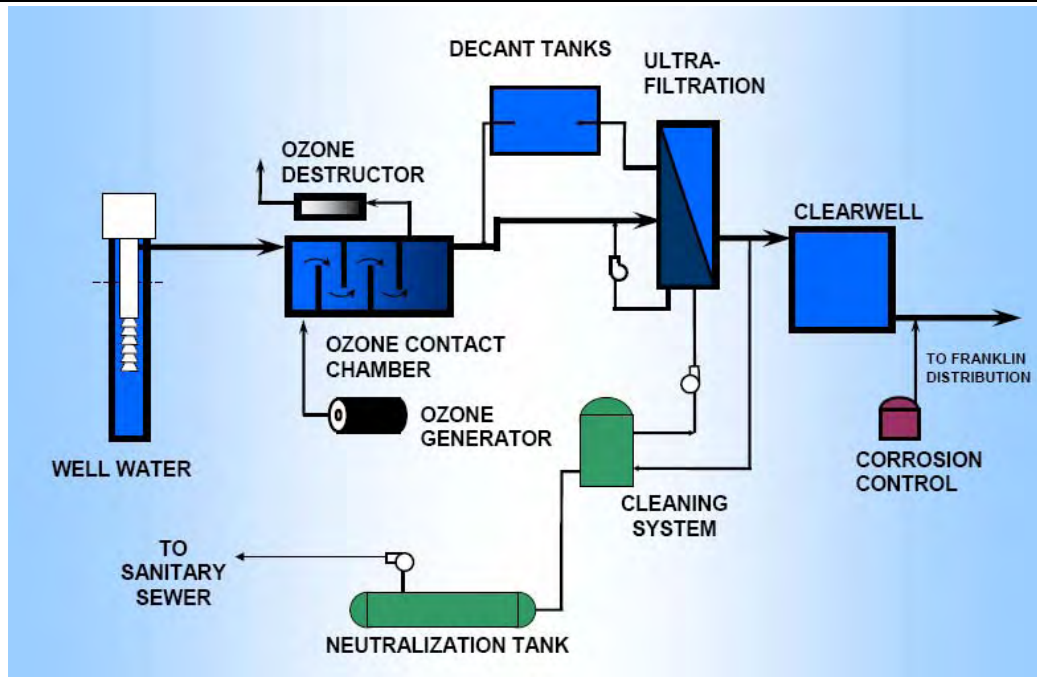 DECANT TANKS
ULTRA-
FILTRATION
OZONE
DESTRUCTOR
CLEARWELL
OZONE CONTACT
CHAMBER
TO FRANKLIN
DISTRIBUTION
OZONE
GENERATOR
WELL WATER
CORROSION
CONTROL
CLEANING
SYSTEM
TO
SANITARY
SEWER
NEUTRALIZATION TANK